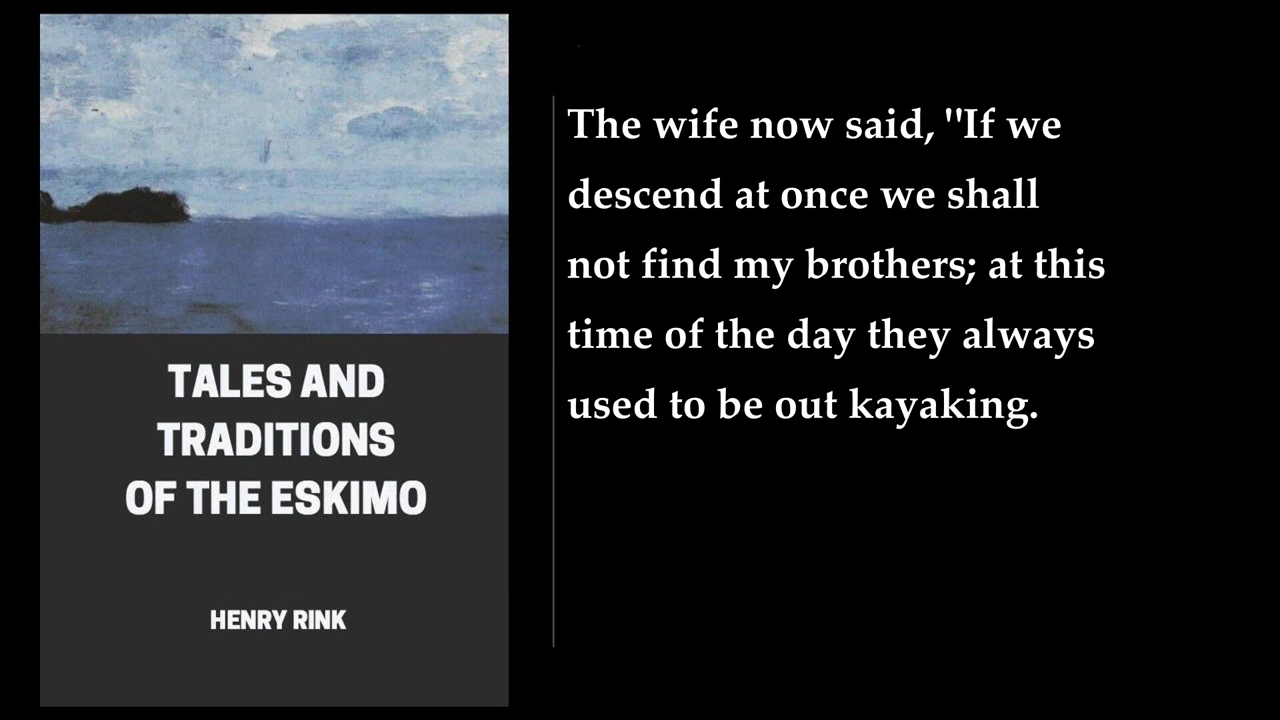 TALES AND
TRADITIONS
OF THE ESKIMO
HENRY RINK
The wife now said, "If we
descend at once we shall
not find my brothers; at this
time of the day they always
used to be out kayaking.